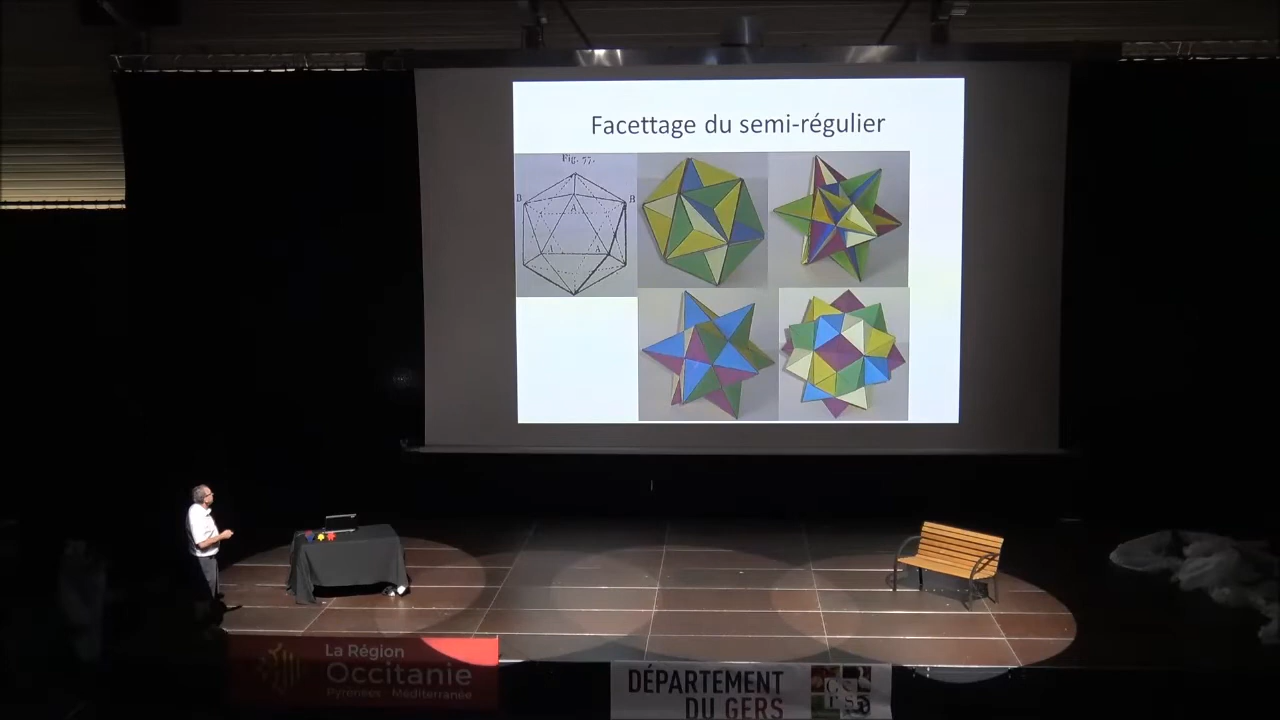 Facettage du semi-régulier
Fig. 77.
B
B
A
A
La Région
Occitanie
Pyrénées - Méditerranée
DÉPARTEMENT
DU GERS